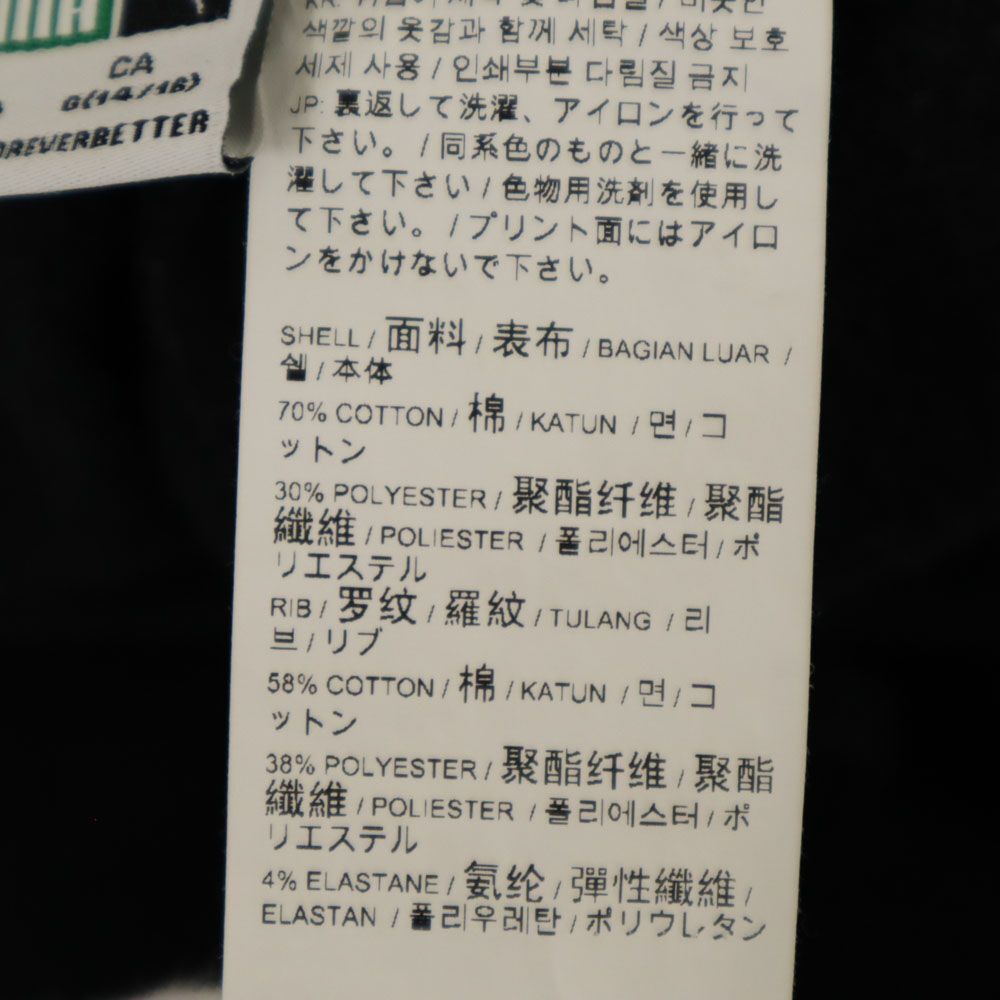 CA
G(14/16)
OREVERBETTER
색깔의 옷감과 함께 세탁 / 색상 보호
세제 사용 / 인쇄부분 다림질 금지
JP: 裏返して洗濯、アイロンを行って
下さい。 / 同系色のものと一緒に洗
濯して下さい / 色物用洗剤を使用し
て下さい。 / プリント面にはアイロ
ンをかけないで下さい。
SHELL / 面料 / 表布 / BAGIAN LUAR /
쉘 / 本体
70% COTTON / 棉 / KATUN / 면 / コ
ットン
30% POLYESTER / 聚酯纤维 / 聚酯
纖維 / POLIESTER / 폴리에스터 / ポ
リエステル
RIB / 罗纹 / 羅紋 / TULANG / 리
브 / リブ
58% COTTON / 棉 / KATUN / 면 / コ
ットン
38% POLYESTER / 聚酯纤维 / 聚酯
纖維 / POLIESTER / 폴리에스터 / ポ
リエステル
4% ELASTANE / 氨纶 / 彈性纖維 /
ELASTAN / 폴리우레탄 / ポリウレタン